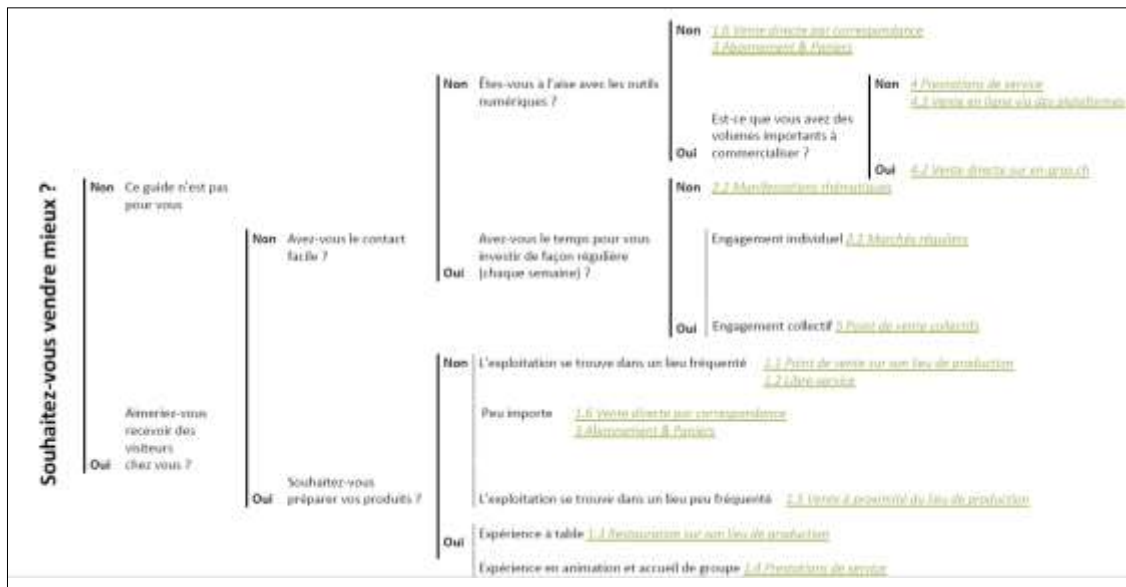 Souhaitez-vous vendre mieux ?
Non Ce guide n'est pas
pour vous
Oui
Aimeriez-vous
recevoir des
visiteurs
chez vous ?
Non Avez-vous le contact
facile ?
Non Êtes-vous à l'aise avec les outils
numériques ?
Non 1.6 Vente directe par correspondance
3 Abonnement & Paniers
Oui
Est-ce que vous avez des
volumes importants à
commercialiser ?
Non 4 Prestations de service
4.3 Vente en ligne via des plateformes
Oui 4.2 Vente directe sur en-gros.ch
Oui
Avez-vous le temps pour vous
investir de façon régulière
(chaque semaine) ?
Non 2.2 Manifestations thématiques
Oui
Engagement individuel 2.1 Marchés réguliers
Engagement collectif 5 Point de vente collectifs
Oui
Souhaitez-vous
préparer vos produits ?
Non L'exploitation se trouve dans un lieu fréquenté 1.1 Point de vente sur son lieu de production
1.2 Libre service
Peu importe 1.6 Vente directe par correspondance
3 Abonnement & Paniers
L'exploitation se trouve dans un lieu peu fréquenté 1.5 Vente à proximité du lieu de production
Oui
Expérience à table 1.3 Restauration sur son lieu de production
Expérience en animation et accueil de groupe 1.4 Prestations de service